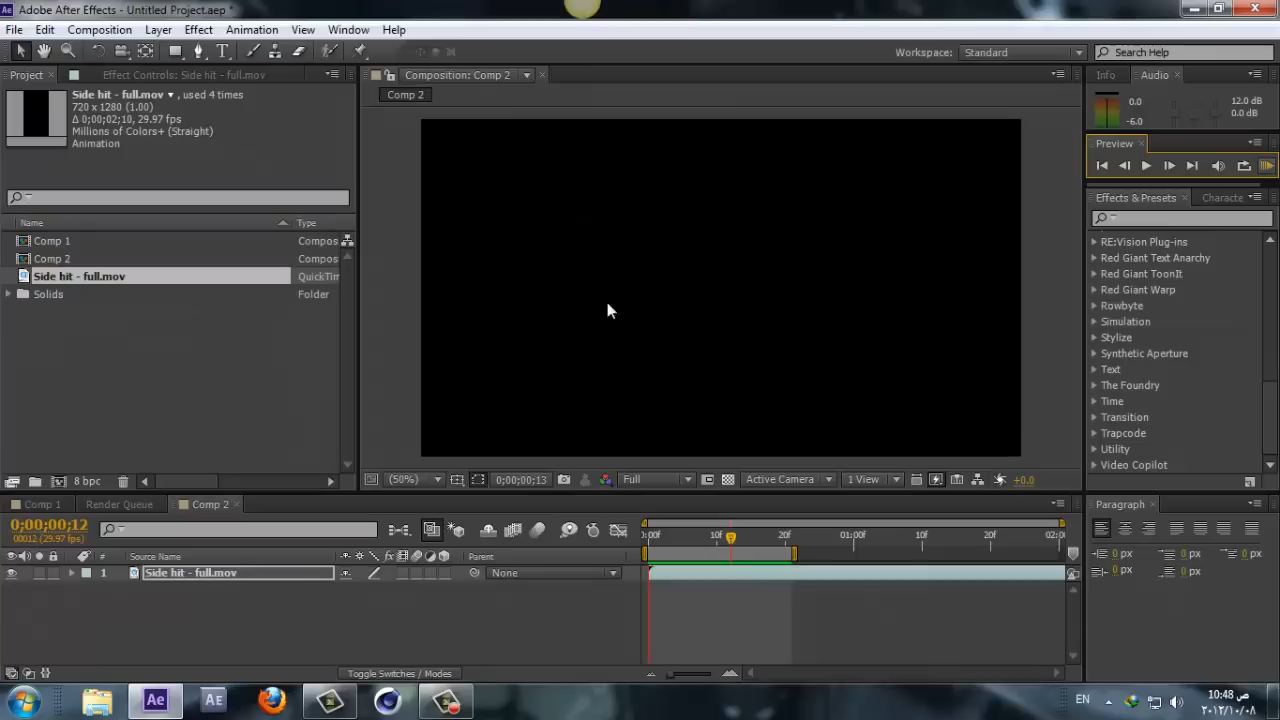 Adobe After Effects - Untitled Project.aep *
File Edit Composition Layer Effect Animation View Window Help
Workspace: Standard Search Help
Project Effect Controls: Side hit - full.mov Composition: Comp 2 Info Audio
Side hit - full.mov , used 4 times
720 x 1280 (1.00)
Δ 0;00;02;10, 29.97 fps
Millions of Colors+ (Straight)
Animation
Comp 2
0.0 12.0 dB
-6.0 0.0 dB
Preview
Effects & Presets Characte
Name Type
Comp 1 Compos
Comp 2 Compos
Side hit - full.mov QuickTim
Solids Folder
RE:Vision Plug-ins
Red Giant Text Anarchy
Red Giant ToonIt
Red Giant Warp
Rowbyte
Simulation
Stylize
Synthetic Aperture
Text
The Foundry
Time
Transition
Trapcode
Utility
Video Copilot
8 bpc (50%) 0;00;00;13 Full Active Camera 1 View +0.0
Comp 1 Render Queue Comp 2 Paragraph
0;00;00;12
00012 (29.97 fps)
0:00f 10f 20f 01:00f 10f 20f 02:0
# Source Name fx Parent
1 Side hit - full.mov None
0 px 0 px 0 px
0 px 0 px
Toggle Switches / Modes
Ae Ae EN 10:48 ص
٢٠١٢/١٠/٠٨